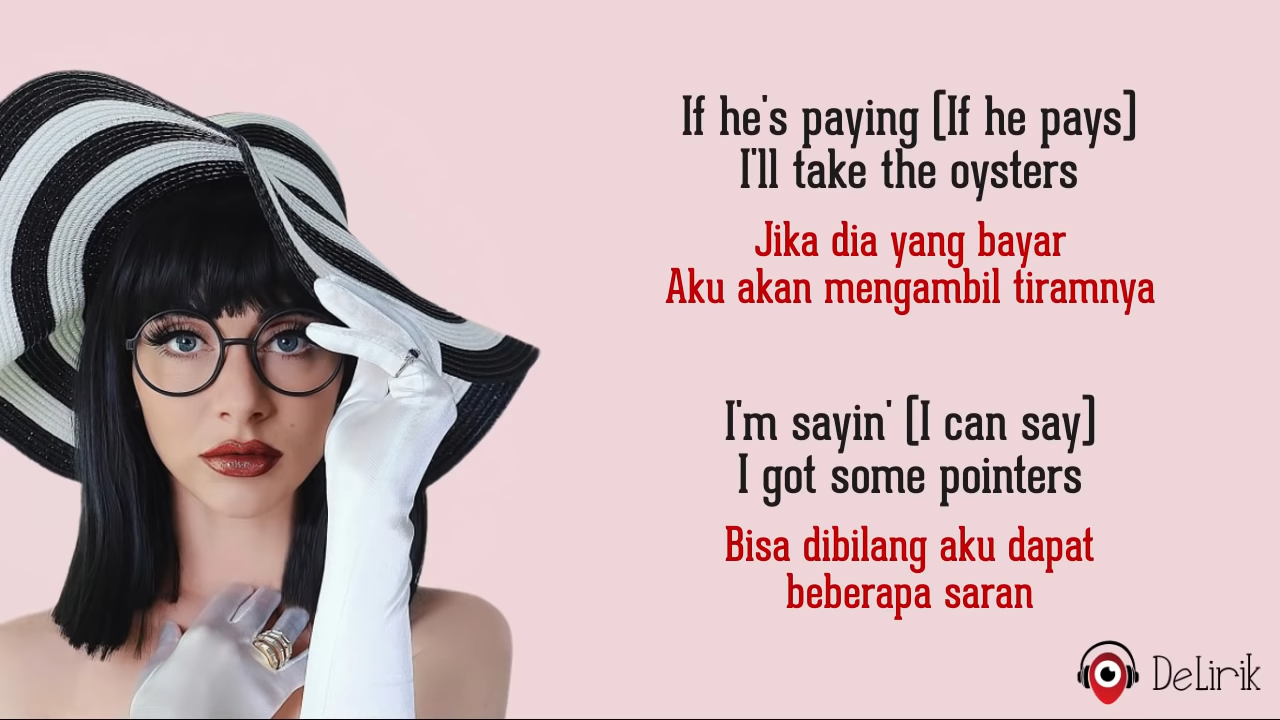 If he's paying [If he pays]
I'll take the oysters
Jika dia yang bayar
Aku akan mengambil tiramnya
I'm sayin' [I can say]
I got some pointers
Bisa dibilang aku dapat
beberapa saran
DeLirik